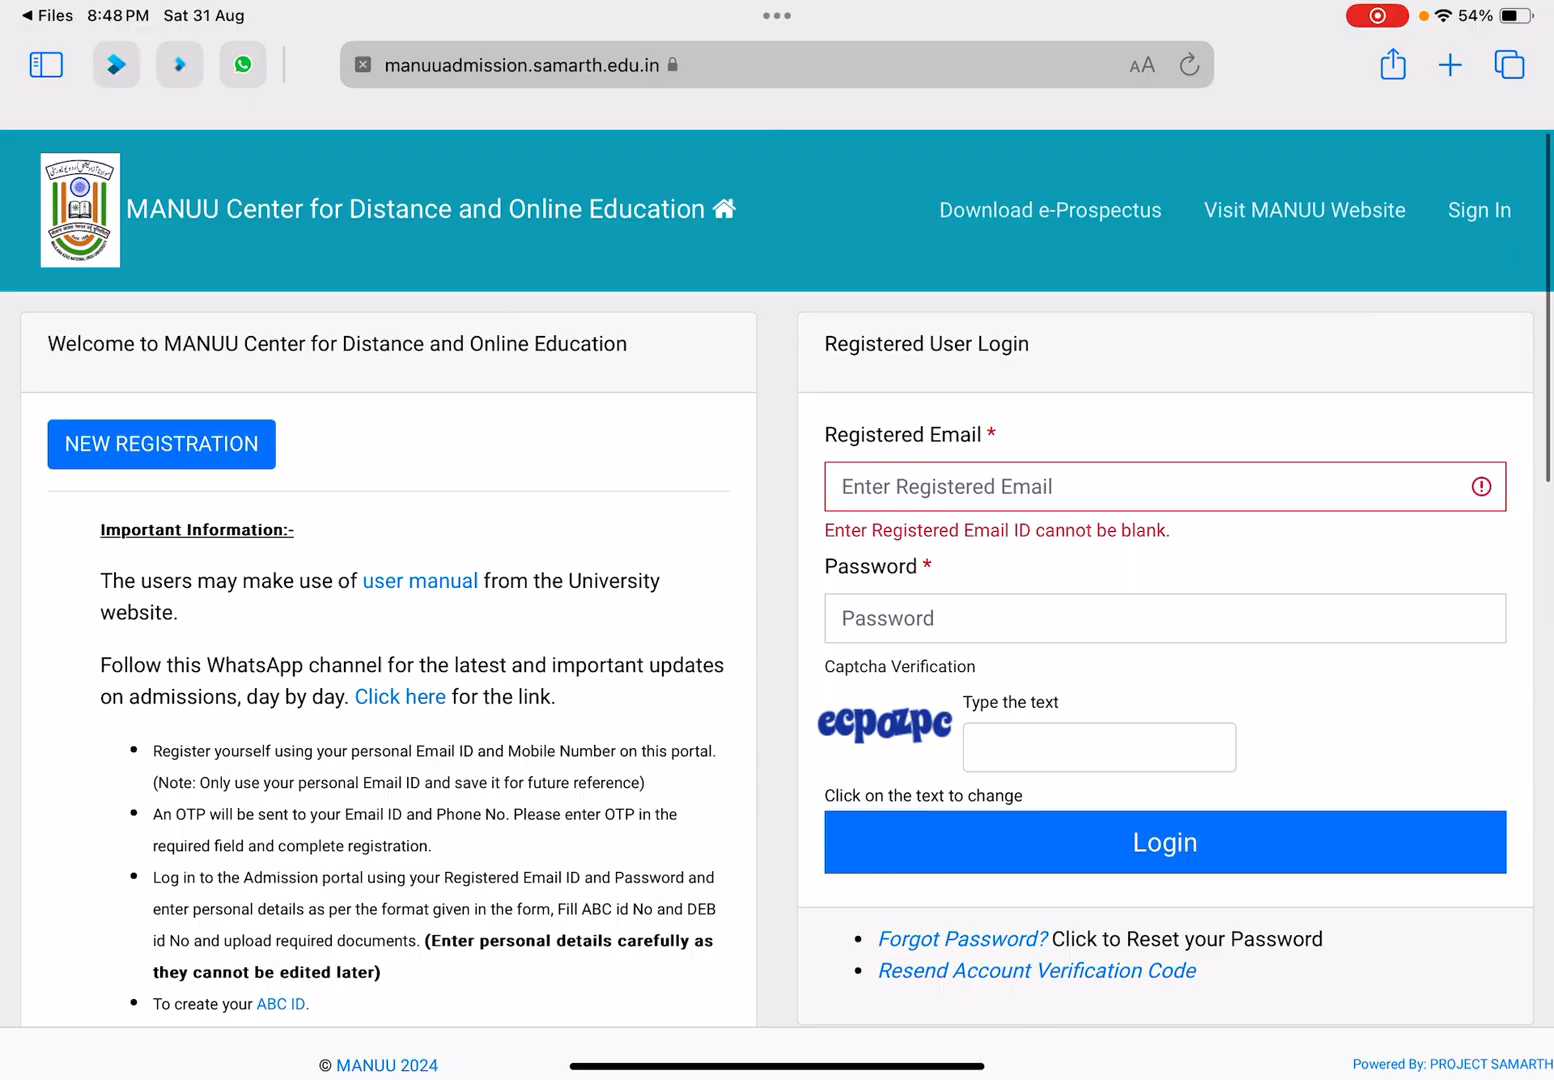 Files 8:48 PM Sat 31 Aug
54%
manuuadmission.samarth.edu.in
AA
MANUU Center for Distance and Online Education
Download e-Prospectus
Visit MANUU Website
Sign In
Welcome to MANUU Center for Distance and Online Education
NEW REGISTRATION
Important Information:-
The users may make use of user manual from the University
website.
Follow this WhatsApp channel for the latest and important updates
on admissions, day by day. Click here for the link.
• Register yourself using your personal Email ID and Mobile Number on this portal.
(Note: Only use your personal Email ID and save it for future reference)
• An OTP will be sent to your Email ID and Phone No. Please enter OTP in the
required field and complete registration.
• Log in to the Admission portal using your Registered Email ID and Password and
enter personal details as per the format given in the form, Fill ABC id No and DEB
id No and upload required documents. (Enter personal details carefully as
they cannot be edited later)
• To create your ABC ID.
Registered User Login
Registered Email *
Enter Registered Email
Enter Registered Email ID cannot be blank.
Password *
Password
Captcha Verification
Type the text
ecpozpc
Click on the text to change
Login
• Forgot Password? Click to Reset your Password
• Resend Account Verification Code
© MANUU 2024
Powered By: PROJECT SAMARTH